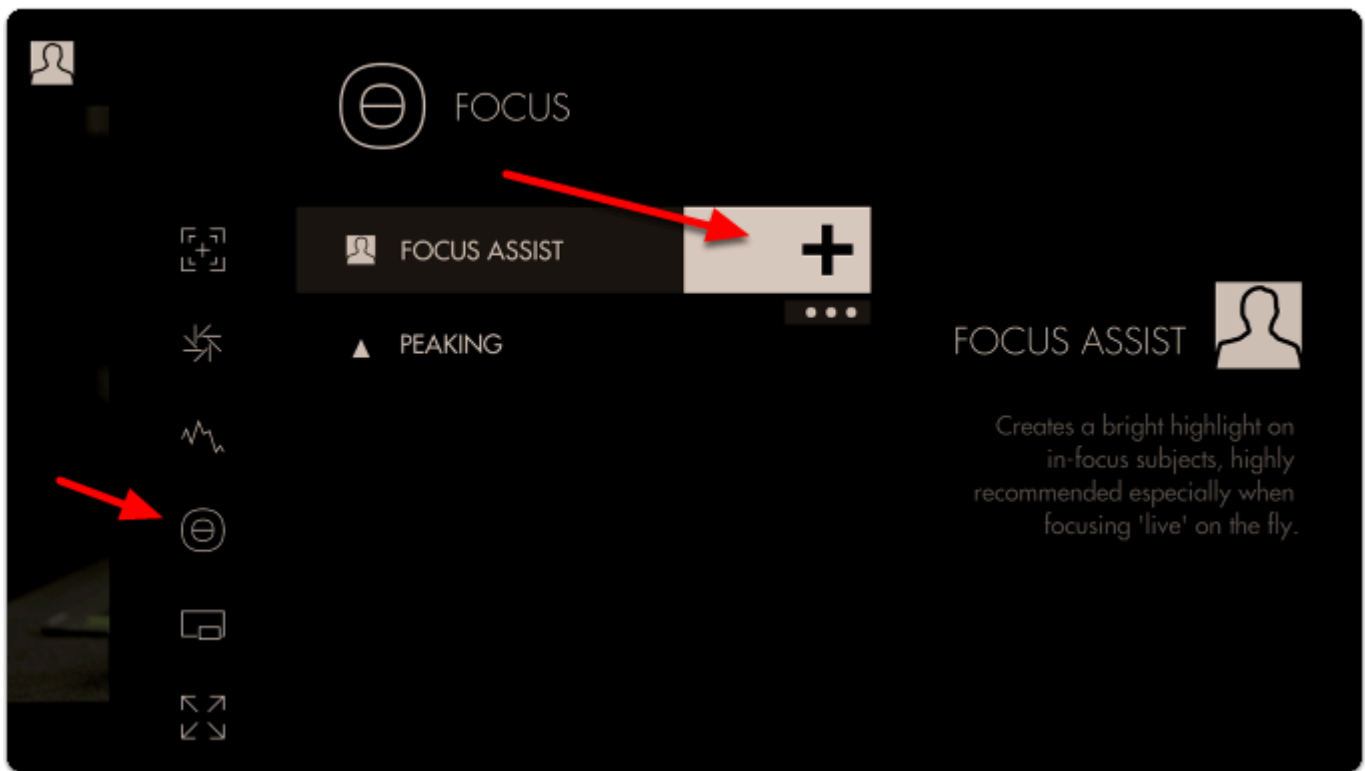 FOCUS
FOCUS ASSIST
PEAKING
FOCUS ASSIST
Creates a bright highlight on
in-focus subjects, highly
recommended especially when
focusing 'live' on the fly.